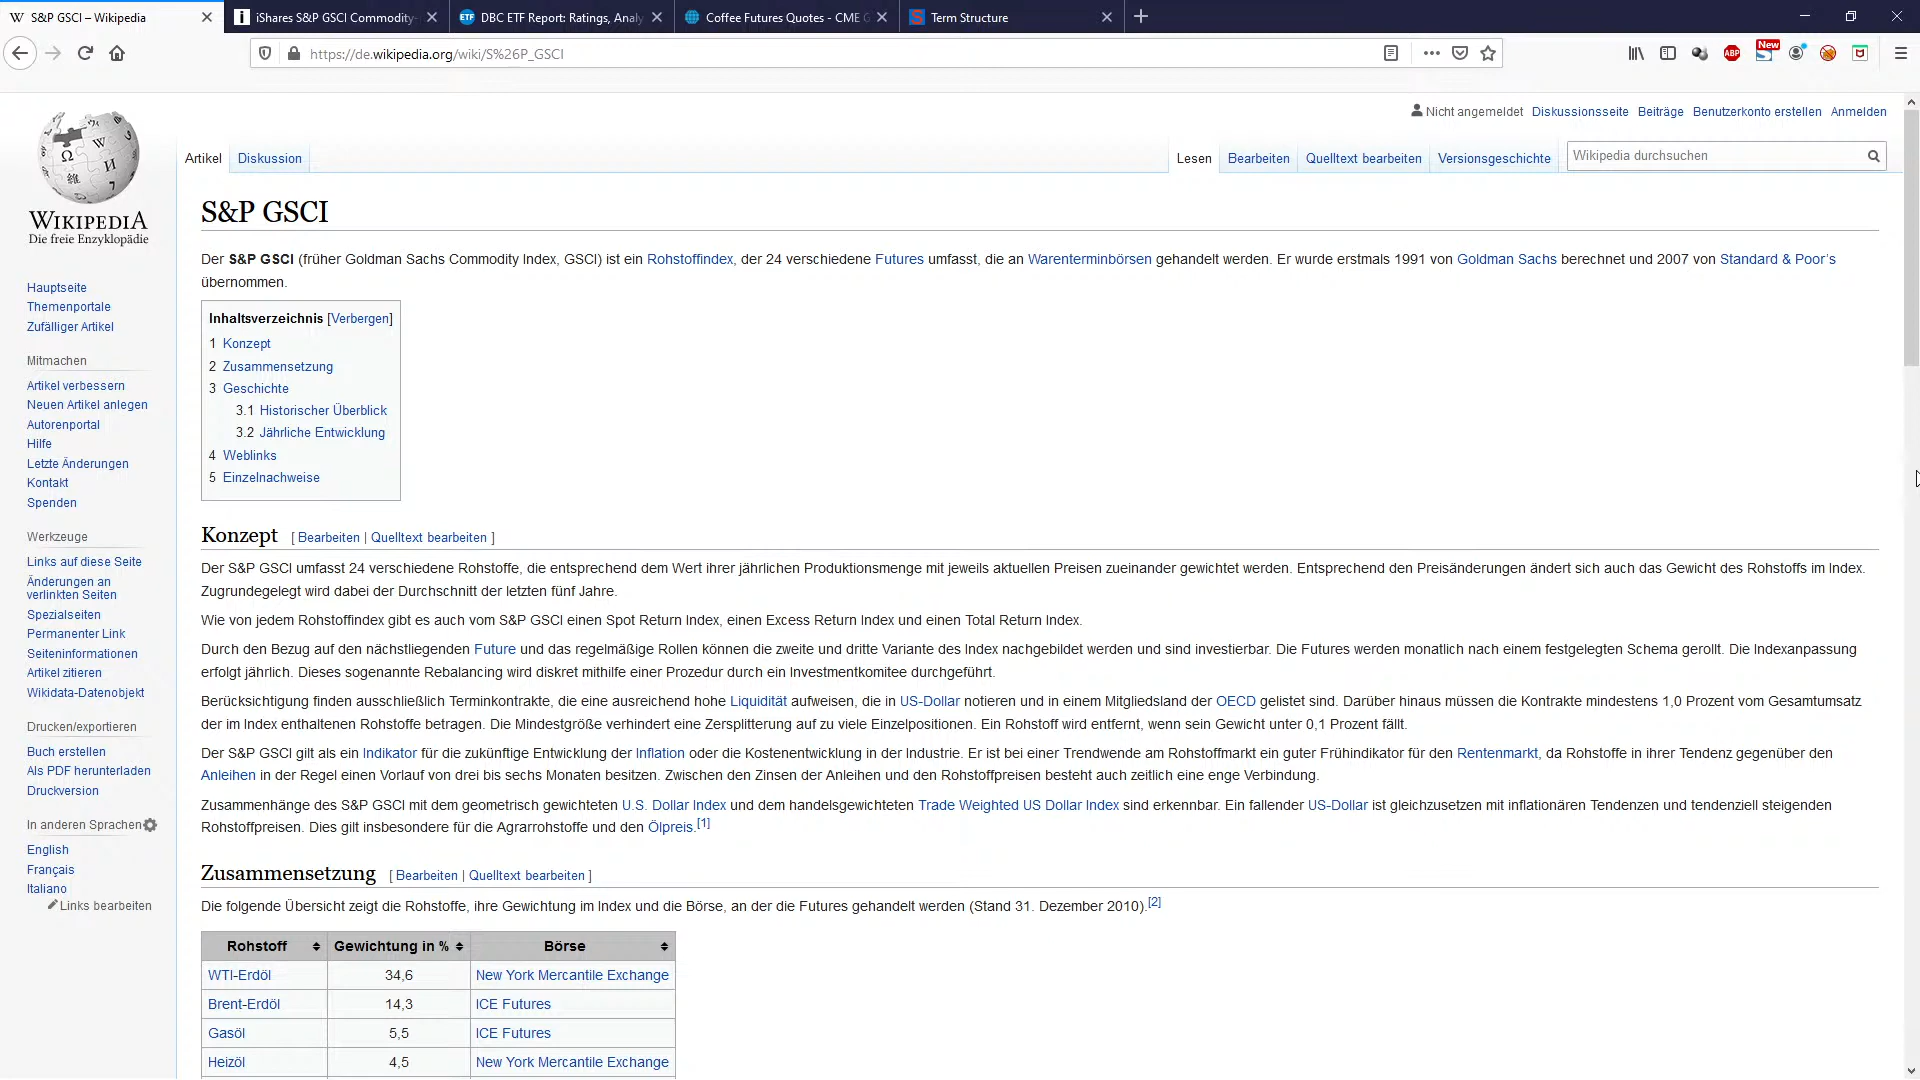 S&P GSCI – Wikipedia
iShares S&P GSCI Commodity-
DBC ETF Report: Ratings, Analy
Coffee Futures Quotes - CME G
Term Structure
https://de.wikipedia.org/wiki/S%26P_GSCI
ABP
New
Nicht angemeldet Diskussionsseite Beiträge Benutzerkonto erstellen Anmelden
Artikel Diskussion Lesen Bearbeiten Quelltext bearbeiten Versionsgeschichte Wikipedia durchsuchen
WIKIPEDIA
Die freie Enzyklopädie
Hauptseite
Themenportale
Zufälliger Artikel
Mitmachen
Artikel verbessern
Neuen Artikel anlegen
Autorenportal
Hilfe
Letzte Änderungen
Kontakt
Spenden
Werkzeuge
Links auf diese Seite
Änderungen an
verlinkten Seiten
Spezialseiten
Permanenter Link
Seiteninformationen
Artikel zitieren
Wikidata-Datenobjekt
Drucken/exportieren
Buch erstellen
Als PDF herunterladen
Druckversion
In anderen Sprachen
English
Français
Italiano
Links bearbeiten
S&P GSCI
Der S&P GSCI (früher Goldman Sachs Commodity Index, GSCI) ist ein Rohstoffindex, der 24 verschiedene Futures umfasst, die an Warenterminbörsen gehandelt werden. Er wurde erstmals 1991 von Goldman Sachs berechnet und 2007 von Standard & Poor's
übernommen.
Inhaltsverzeichnis [Verbergen]
1 Konzept
2 Zusammensetzung
3 Geschichte
3.1 Historischer Überblick
3.2 Jährliche Entwicklung
4 Weblinks
5 Einzelnachweise
Konzept [ Bearbeiten | Quelltext bearbeiten ]
Der S&P GSCI umfasst 24 verschiedene Rohstoffe, die entsprechend dem Wert ihrer jährlichen Produktionsmenge mit jeweils aktuellen Preisen zueinander gewichtet werden. Entsprechend den Preisänderungen ändert sich auch das Gewicht des Rohstoffs im Index.
Zugrundegelegt wird dabei der Durchschnitt der letzten fünf Jahre.
Wie von jedem Rohstoffindex gibt es auch vom S&P GSCI einen Spot Return Index, einen Excess Return Index und einen Total Return Index.
Durch den Bezug auf den nächstliegenden Future und das regelmäßige Rollen können die zweite und dritte Variante des Index nachgebildet werden und sind investierbar. Die Futures werden monatlich nach einem festgelegten Schema gerollt. Die Indexanpassung
erfolgt jährlich. Dieses sogenannte Rebalancing wird diskret mithilfe einer Prozedur durch ein Investmentkomitee durchgeführt.
Berücksichtigung finden ausschließlich Terminkontrakte, die eine ausreichend hohe Liquidität aufweisen, die in US-Dollar notieren und in einem Mitgliedsland der OECD gelistet sind. Darüber hinaus müssen die Kontrakte mindestens 1,0 Prozent vom Gesamtumsatz
der im Index enthaltenen Rohstoffe betragen. Die Mindestgröße verhindert eine Zersplitterung auf zu viele Einzelpositionen. Ein Rohstoff wird entfernt, wenn sein Gewicht unter 0,1 Prozent fällt.
Der S&P GSCI gilt als ein Indikator für die zukünftige Entwicklung der Inflation oder die Kostenentwicklung in der Industrie. Er ist bei einer Trendwende am Rohstoffmarkt ein guter Frühindikator für den Rentenmarkt, da Rohstoffe in ihrer Tendenz gegenüber den
Anleihen in der Regel einen Vorlauf von drei bis sechs Monaten besitzen. Zwischen den Zinsen der Anleihen und den Rohstoffpreisen besteht auch zeitlich eine enge Verbindung.
Zusammenhänge des S&P GSCI mit dem geometrisch gewichteten U.S. Dollar Index und dem handelsgewichteten Trade Weighted US Dollar Index sind erkennbar. Ein fallender US-Dollar ist gleichzusetzen mit inflationären Tendenzen und tendenziell steigenden
Rohstoffpreisen. Dies gilt insbesondere für die Agrarrohstoffe und den Ölpreis.[1]
Zusammensetzung [ Bearbeiten | Quelltext bearbeiten ]
Die folgende Übersicht zeigt die Rohstoffe, ihre Gewichtung im Index und die Börse, an der die Futures gehandelt werden (Stand 31. Dezember 2010).[2]
Rohstoff Gewichtung in % Börse
WTI-Erdöl 34,6 New York Mercantile Exchange
Brent-Erdöl 14,3 ICE Futures
Gasöl 5,5 ICE Futures
Heizöl 4,5 New York Mercantile Exchange